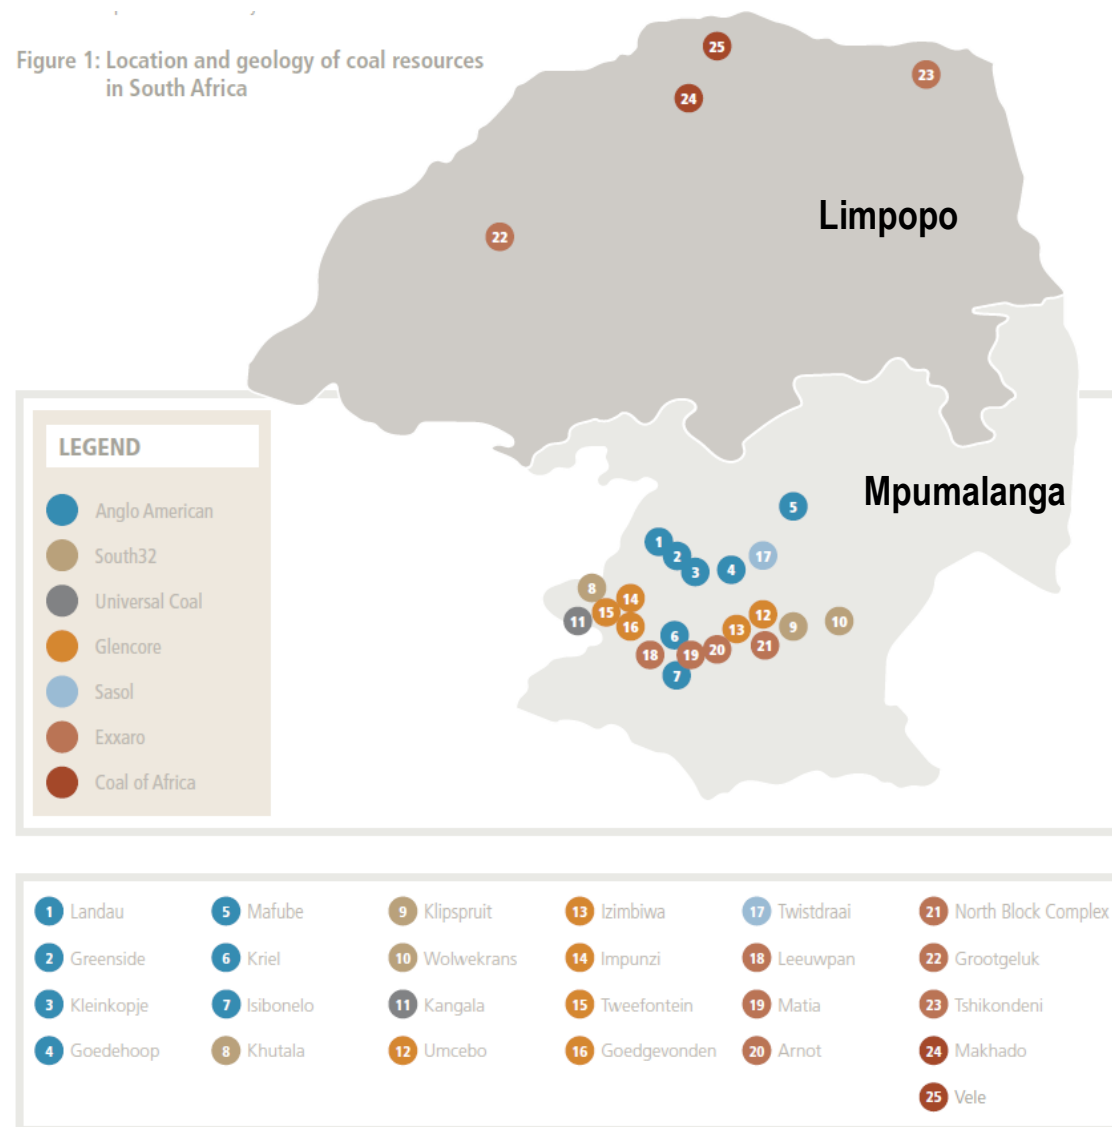 Figure 1: Location and geology of coal resources
in South Africa
25
23
24
Limpopo
22
LEGEND
Anglo American
South32
Universal Coal
Glencore
Sasol
Exxaro
Coal of Africa
Mpumalanga
5
1
2
17
3
4
8
14
15
12
11
16
13
9
10
6
21
20
18
19
7
1 Landau
2 Greenside
3 Kleinkopje
4 Goedehoop
5 Mafube
6 Kriel
7 Isibonelo
8 Khutala
9 Klipspruit
10 Wolwekrans
11 Kangala
12 Umcebo
13 Izimbiwa
14 Impunzi
15 Tweefontein
16 Goedgevonden
17 Twistdraai
18 Leeuwpan
19 Matia
20 Arnot
21 North Block Complex
22 Grootgeluk
23 Tshikondeni
24 Makhado
25 Vele